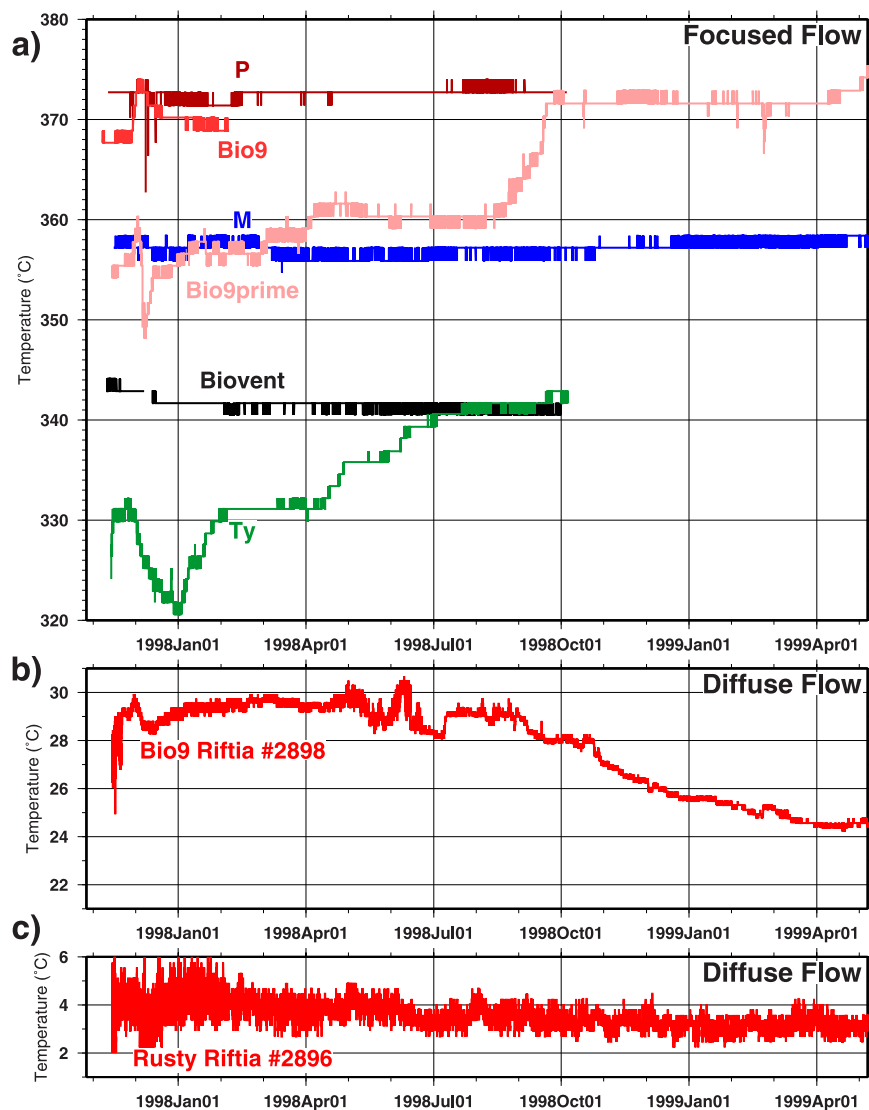 a)
Focused Flow
380
P
370
Bio9
360
M
Bio9prime
350
Temperature (°C)
Biovent
340
330
Ty
320
1998Jan01 1998Apr01 1998Jul01 1998Oct01 1999Jan01 1999Apr01
b)
Diffuse Flow
30
28
Bio9 Riftia #2898
26
24
22
Temperature (°C)
1998Jan01 1998Apr01 1998Jul01 1998Oct01 1999Jan01 1999Apr01
c)
Diffuse Flow
6
4
2
Temperature (°C)
Rusty Riftia #2896
1998Jan01 1998Apr01 1998Jul01 1998Oct01 1999Jan01 1999Apr01